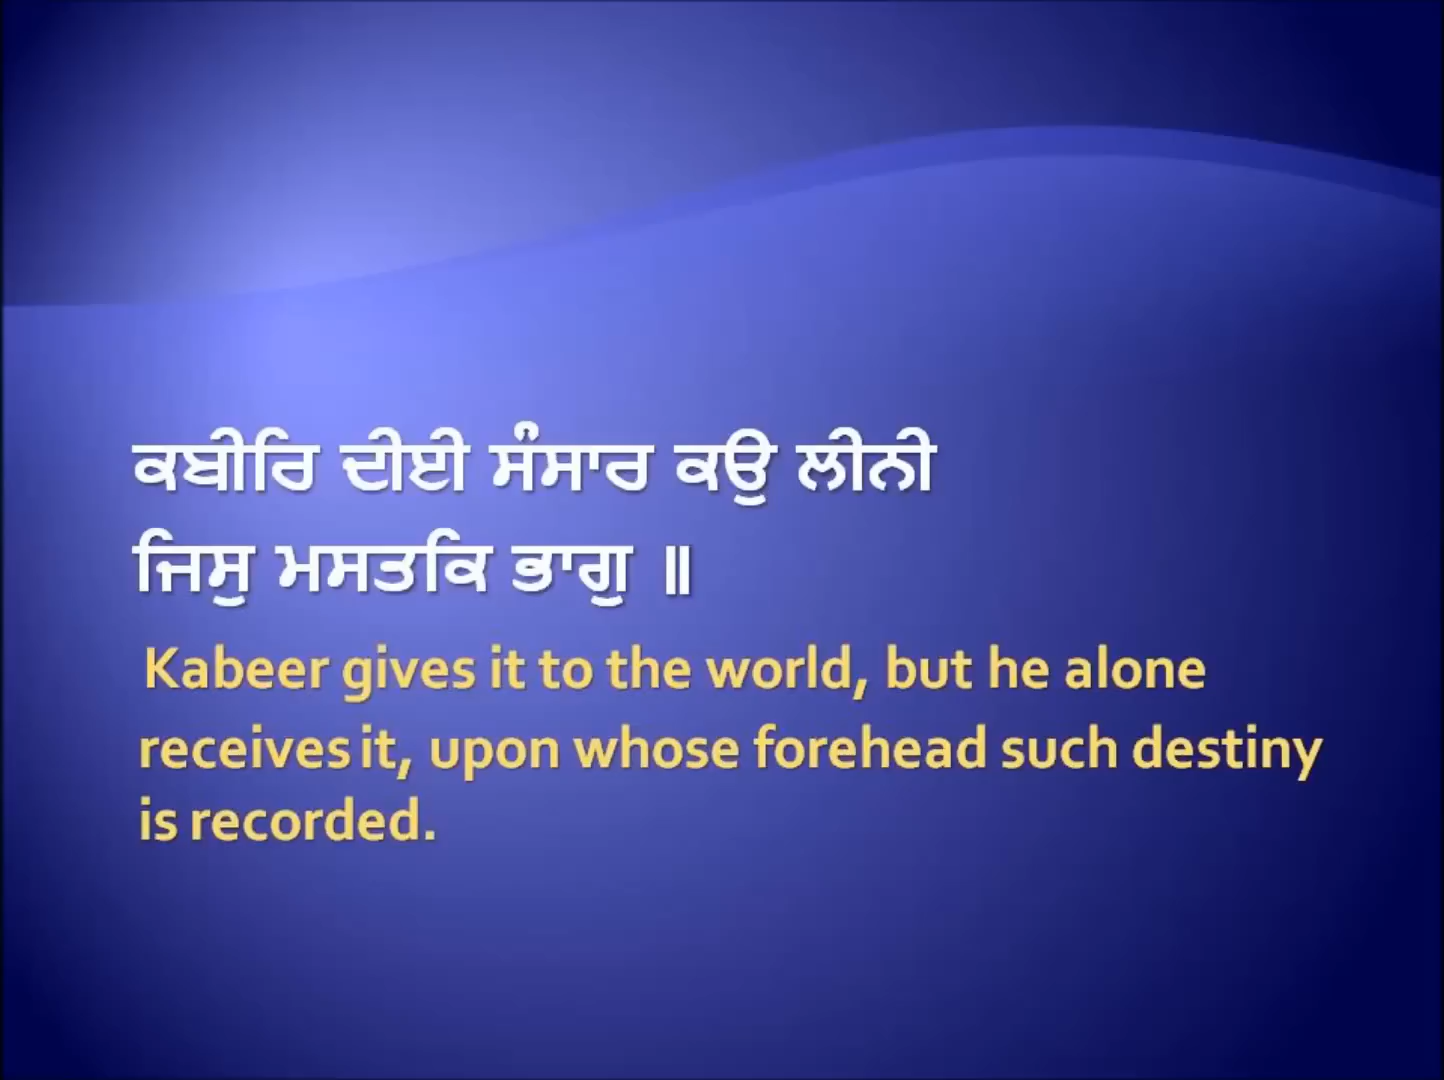 ਕਬੀਰਿ ਦੀਈ ਸੰਸਾਰ ਕਉ ਲੀਨੀ
ਜਿਸੁ ਮਸਤਕਿ ਭਾਗੁ ॥
Kabeer gives it to the world, but he alone
receives it, upon whose forehead such destiny
is recorded.